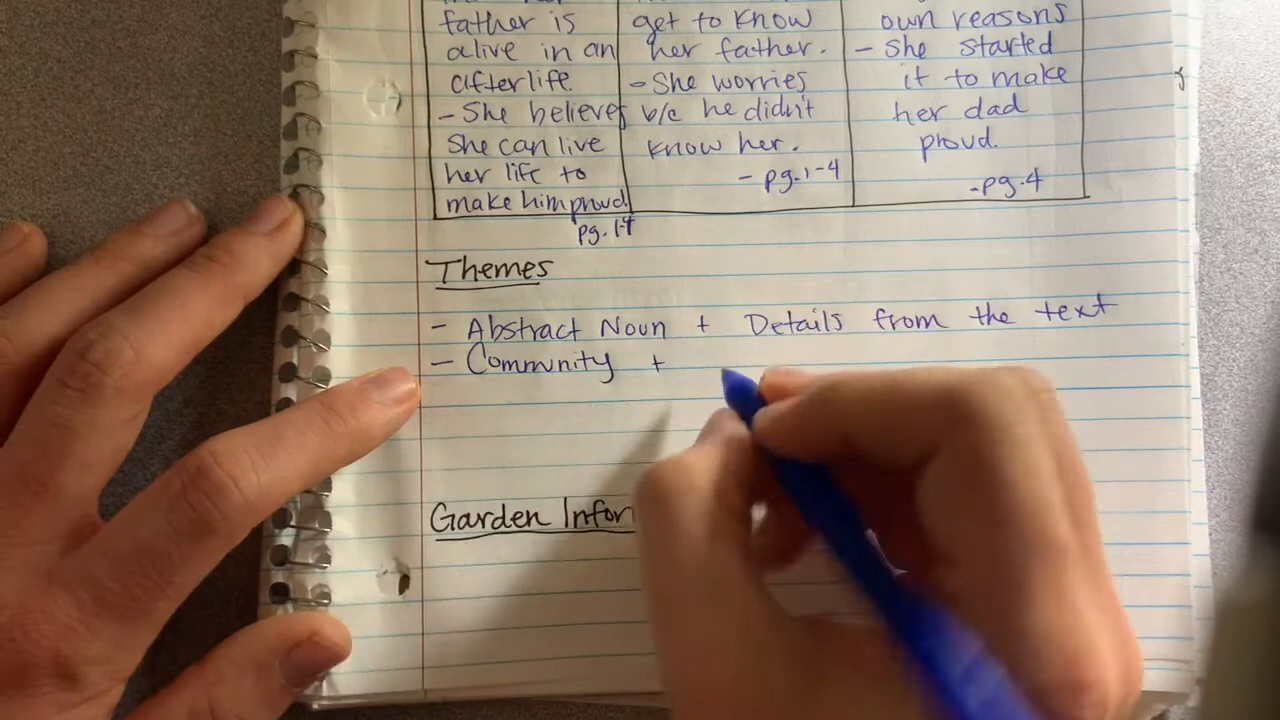 father is
alive in an
afterlife.
- She believes
she can live
her life to
make him proud.
pg. 1-4
get to know
her father.
- She worries
b/c he didn't
know her.
- pg. 1-4
own reasons
- She started
it to make
her dad
proud.
- pg. 4
Themes
- Abstract Noun + Details from the text
- Community +
Garden Infor